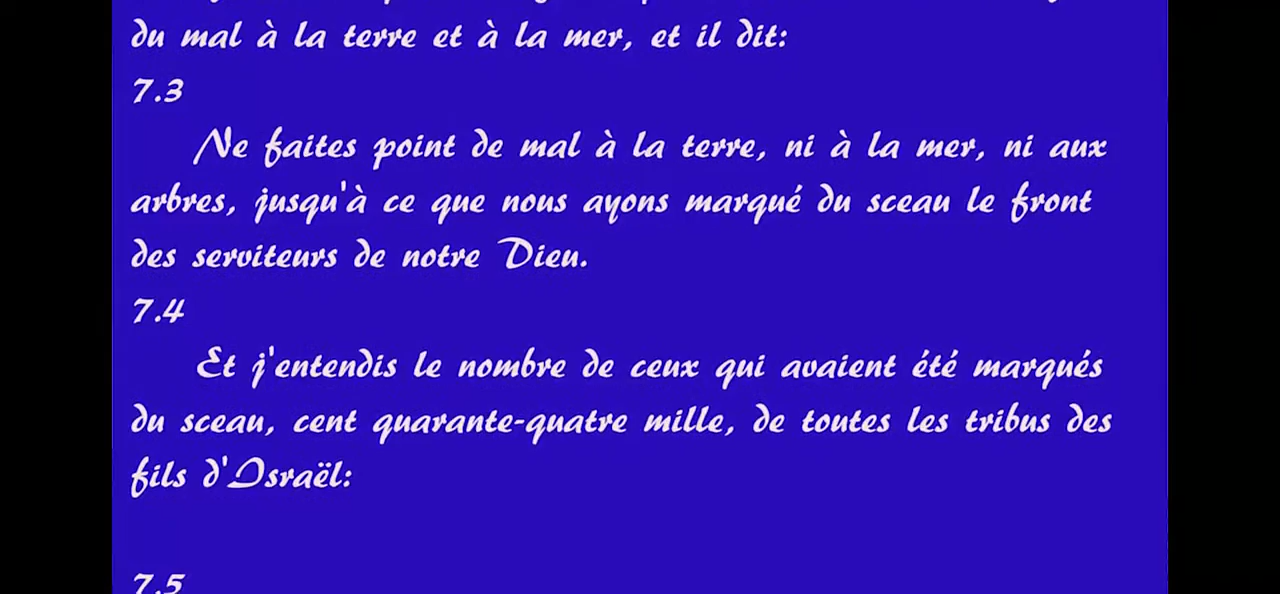 du mal à la terre et à la mer, et il dit:
7.3
Ne faites point de mal à la terre, ni à la mer, ni aux
arbres, jusqu'à ce que nous ayons marqué du sceau le front
des serviteurs de notre Dieu.
7.4
Et j'entendis le nombre de ceux qui avaient été marqués
du sceau, cent quarante-quatre mille, de toutes les tribus des
fils d'Israël:
7.5